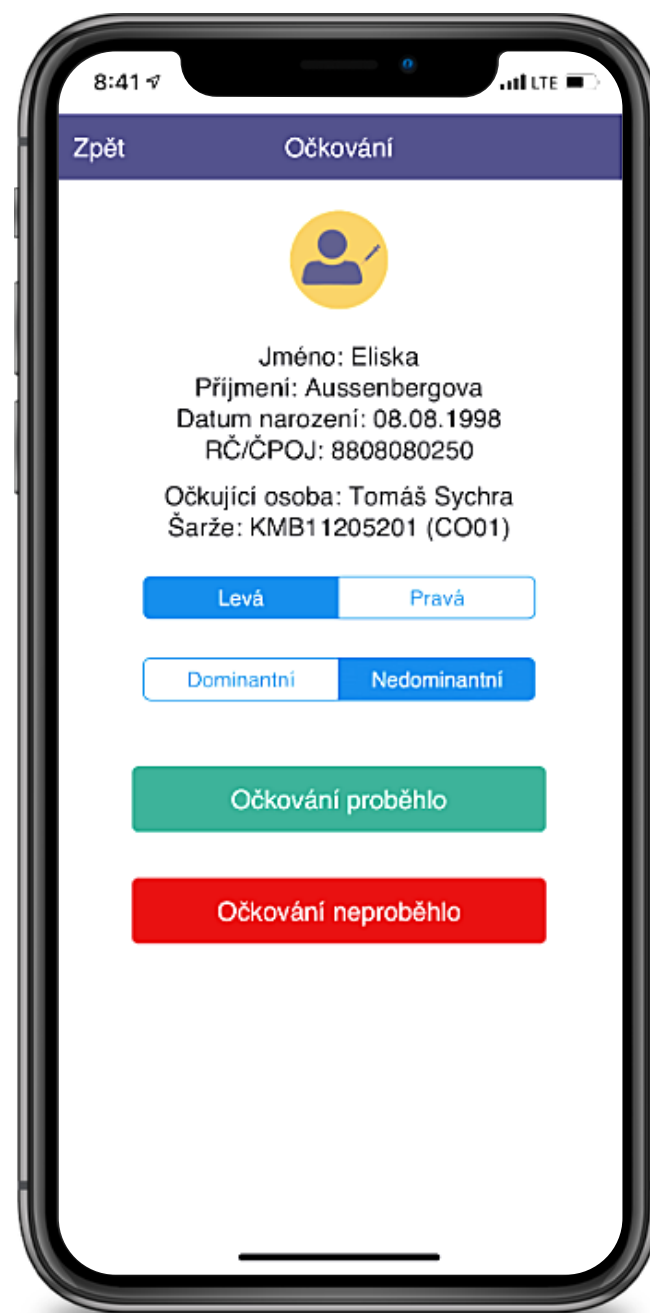 8:41
LTE
Zpět
Očkování
Jméno: Eliska
Příjmení: Aussenbergova
Datum narození: 08.08.1998
RČ/ČPOJ: 8808080250
Očkující osoba: Tomáš Sychra
Šarže: KMB11205201 (CO01)
Levá
Pravá
Dominantní
Nedominantní
Očkování proběhlo
Očkování neproběhlo